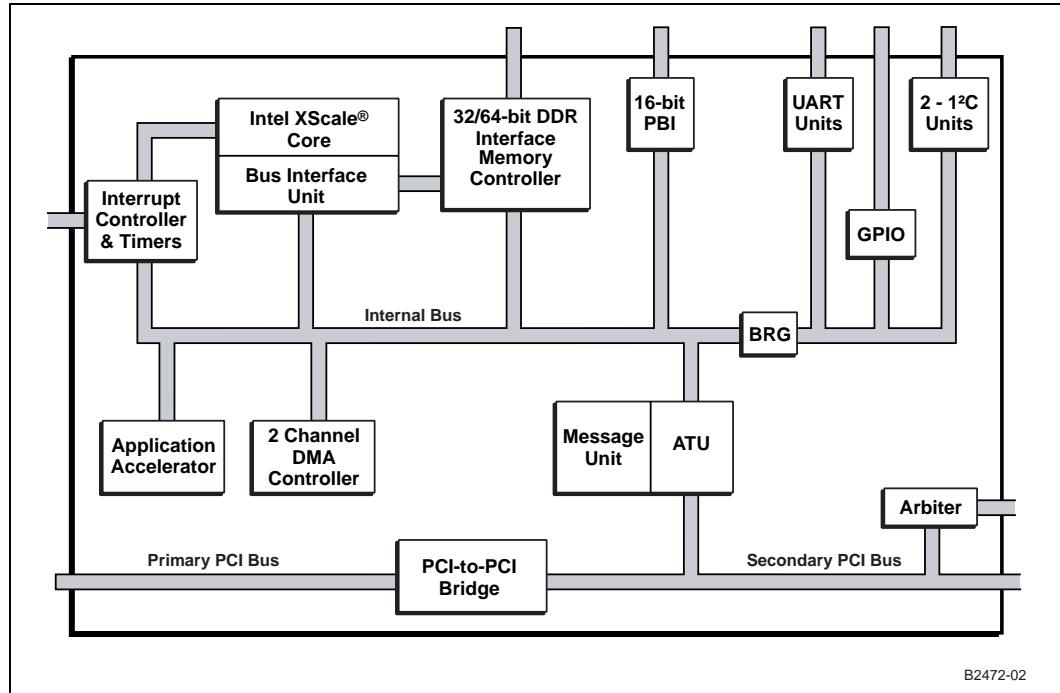 Intel XScale®
Core
Bus Interface
Unit
32/64-bit DDR
Interface
Memory
Controller
16-bit
PBI
UART
Units
2 - 1²C
Units
Interrupt
Controller
& Timers
GPIO
Internal Bus
BRG
Application
Accelerator
2 Channel
DMA
Controller
Message
Unit
ATU
Arbiter
Primary PCI Bus
PCI-to-PCI
Bridge
Secondary PCI Bus
B2472-02